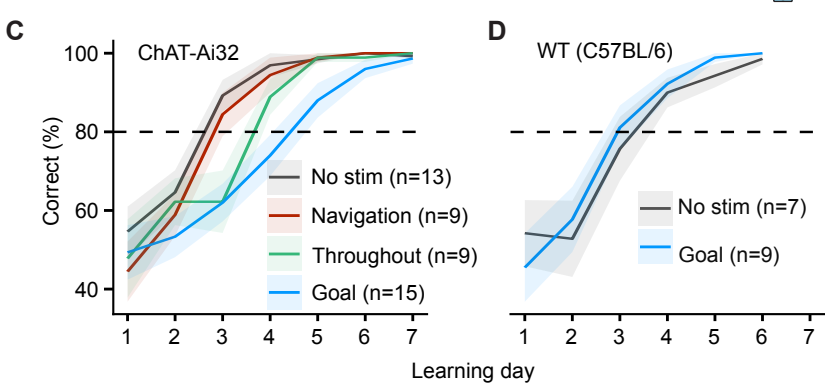 C
ChAT-Ai32
Correct (%)
100
80
60
40
No stim (n=13)
Navigation (n=9)
Throughout (n=9)
Goal (n=15)
1 2 3 4 5 6 7
D
WT (C57BL/6)
No stim (n=7)
Goal (n=9)
1 2 3 4 5 6 7
Learning day